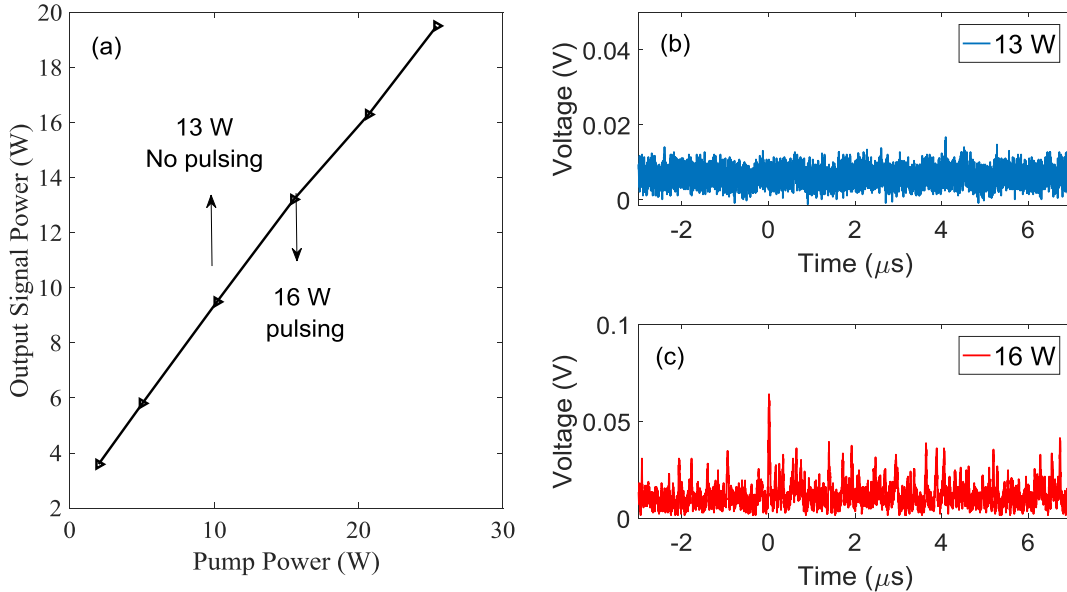 (a)
20
18
16
14
12
10
8
6
4
2
Output Signal Power (W)
13 W
No pulsing
16 W
pulsing
0
10
20
30
Pump Power (W)
(b)
13 W
0.04
0.02
0
Voltage (V)
-2
0
2
4
6
Time (μs)
(c)
16 W
0.1
0.05
0
Voltage (V)
-2
0
2
4
6
Time (μs)